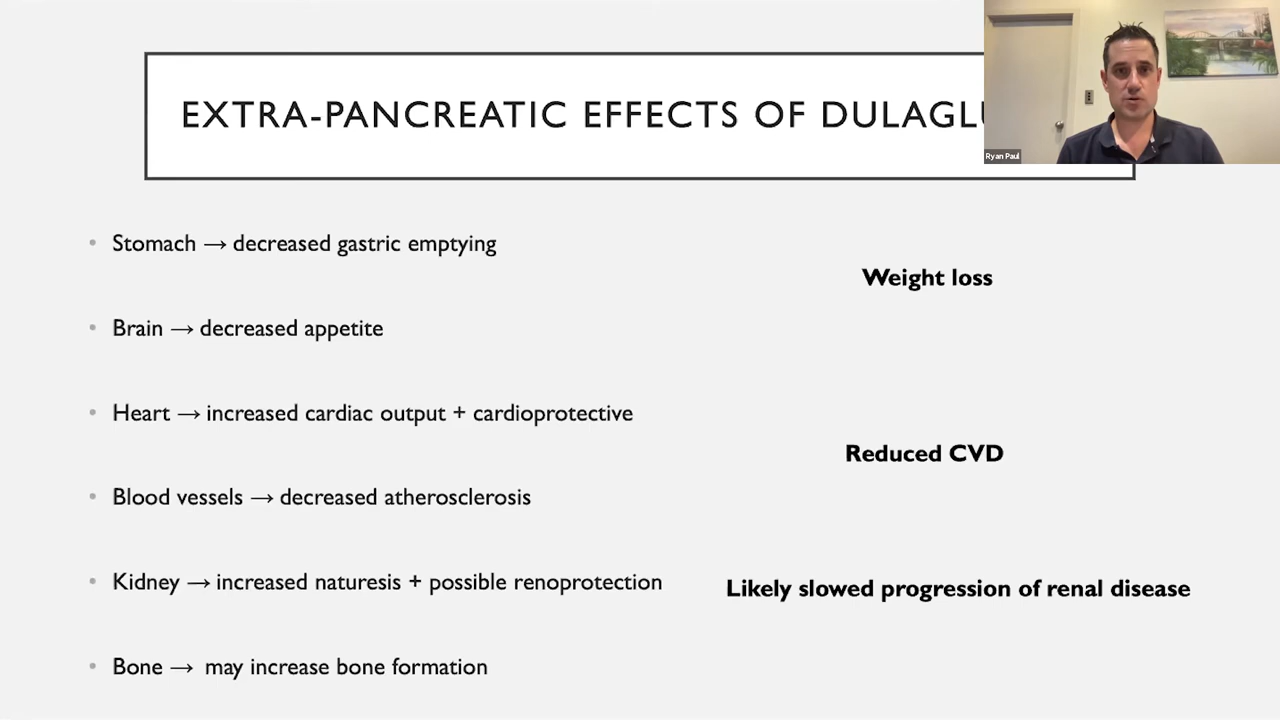 EXTRA-PANCREATIC EFFECTS OF
Ryan Paul
• Stomach → decreased gastric emptying
Weight loss
• Brain → decreased appetite
• Heart → increased cardiac output + cardioprotective
Reduced CVD
• Blood vessels → decreased atherosclerosis
• Kidney → increased naturesis + possible renoprotection
Likely slowed progression of renal disease
• Bone → may increase bone formation